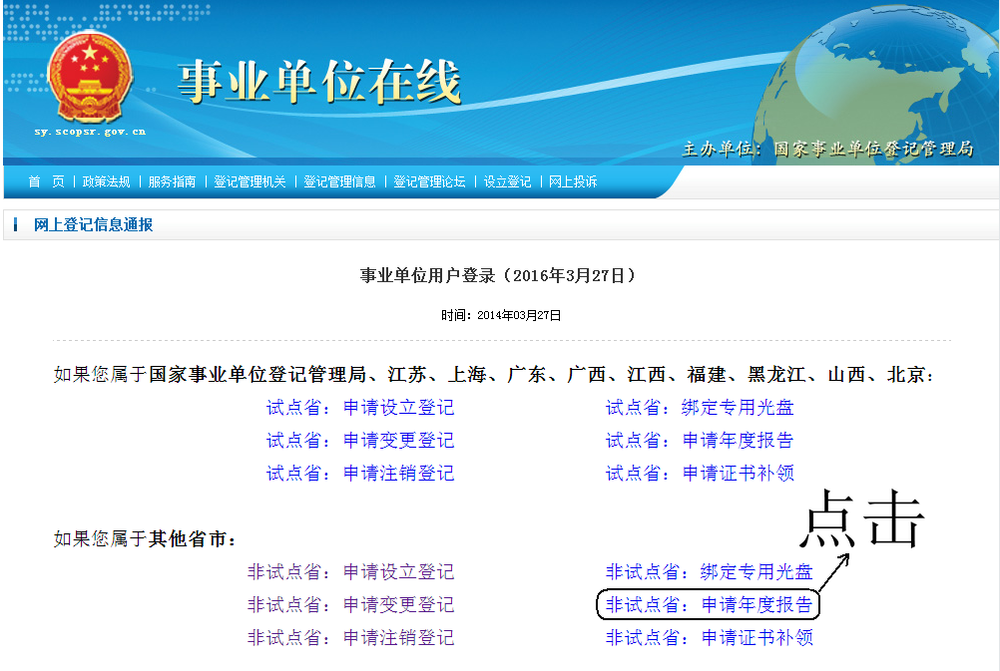 事业单位在线
sy.scopsr.gov.cn
主办单位：国家事业单位登记管理局
首 页 | 政策法规 | 服务指南 | 登记管理机关 | 登记管理信息 | 登记管理论坛 | 设立登记 | 网上投诉
网上登记信息通报
事业单位用户登录（2016年3月27日）
时间：2014年03月27日
如果您属于国家事业单位登记管理局、江苏、上海、广东、广西、江西、福建、黑龙江、山西、北京：
试点省：申请设立登记 试点省：绑定专用光盘
试点省：申请变更登记 试点省：申请年度报告
试点省：申请注销登记 试点省：申请证书补领
点击
如果您属于其他省市：
非试点省：申请设立登记 非试点省：绑定专用光盘
非试点省：申请变更登记 非试点省：申请年度报告
非试点省：申请注销登记 非试点省：申请证书补领